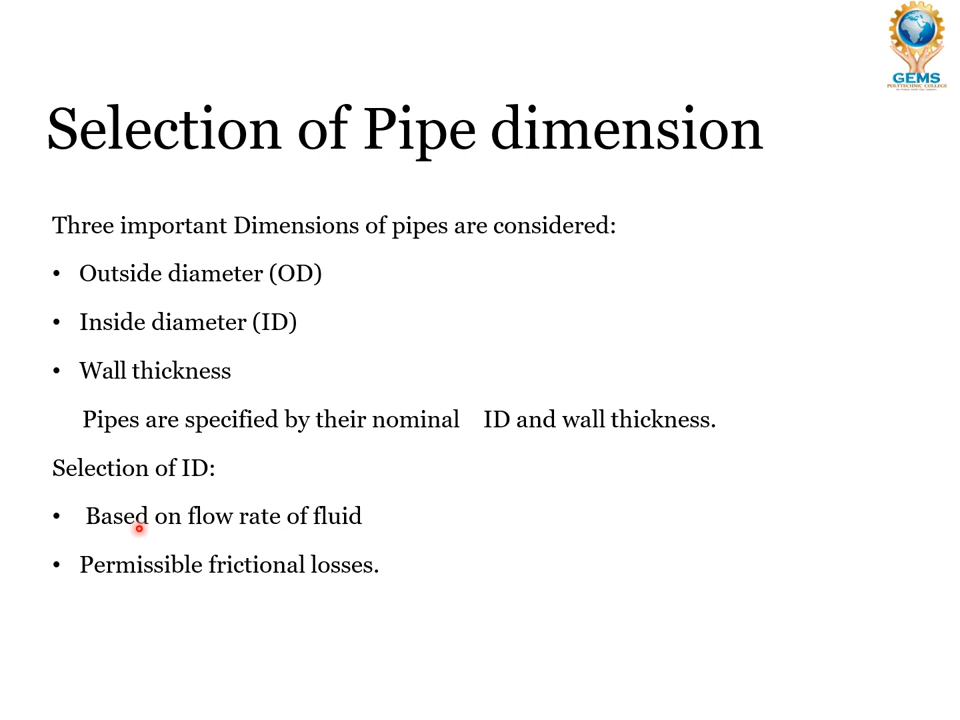 GEMS
POLYTECHNIC COLLEGE
Selection of Pipe dimension
Three important Dimensions of pipes are considered:
• Outside diameter (OD)
• Inside diameter (ID)
• Wall thickness
Pipes are specified by their nominal ID and wall thickness.
Selection of ID:
• Based on flow rate of fluid
• Permissible frictional losses.